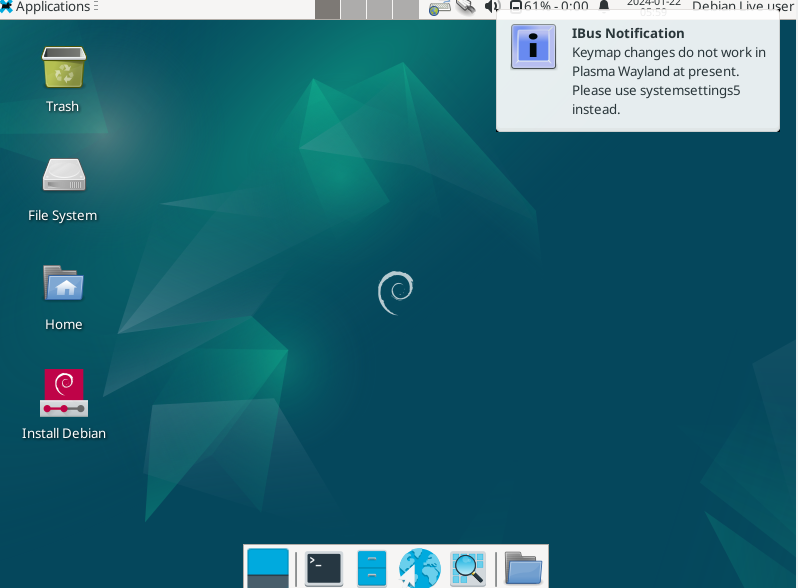 Applications
61% - 0:00
2024-01-22
Debian Live user
IBus Notification
Keymap changes do not work in
Plasma Wayland at present.
Please use systemsettings5
instead.
Trash
File System
Home
Install Debian